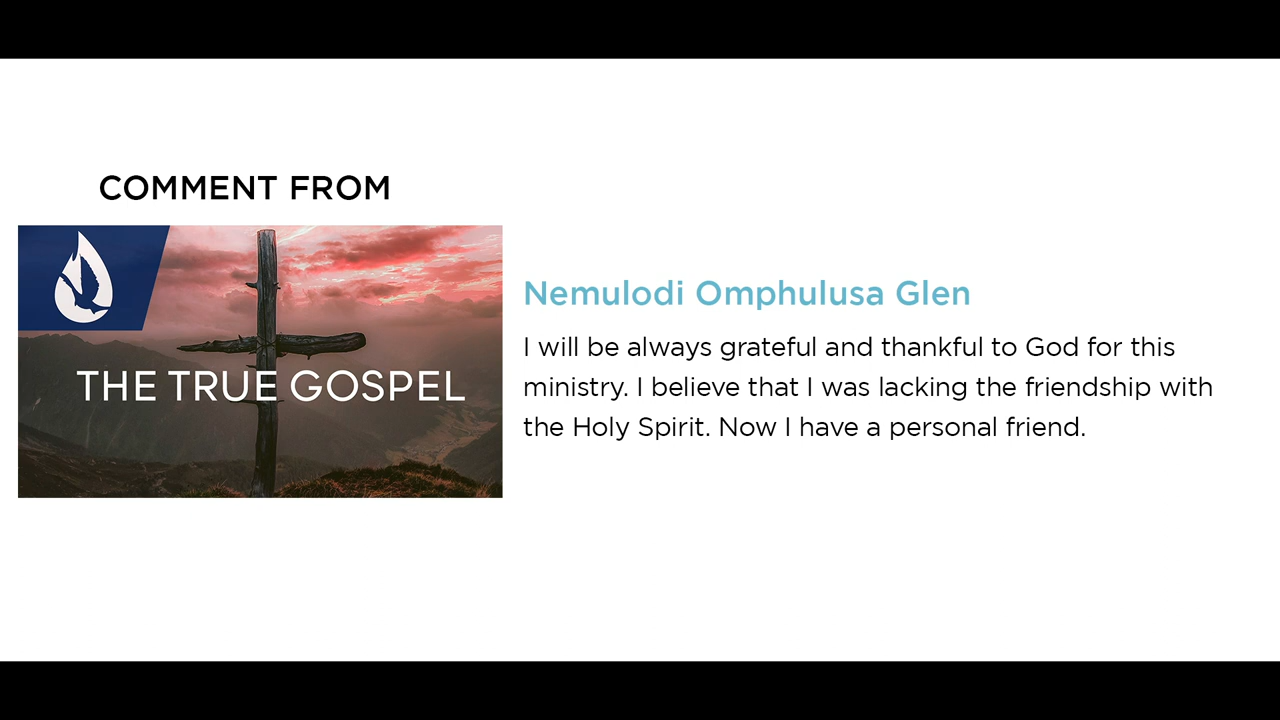 COMMENT FROM
THE TRUE GOSPEL
Nemulodi Omphulusa Glen
I will be always grateful and thankful to God for this
ministry. I believe that I was lacking the friendship with
the Holy Spirit. Now I have a personal friend.